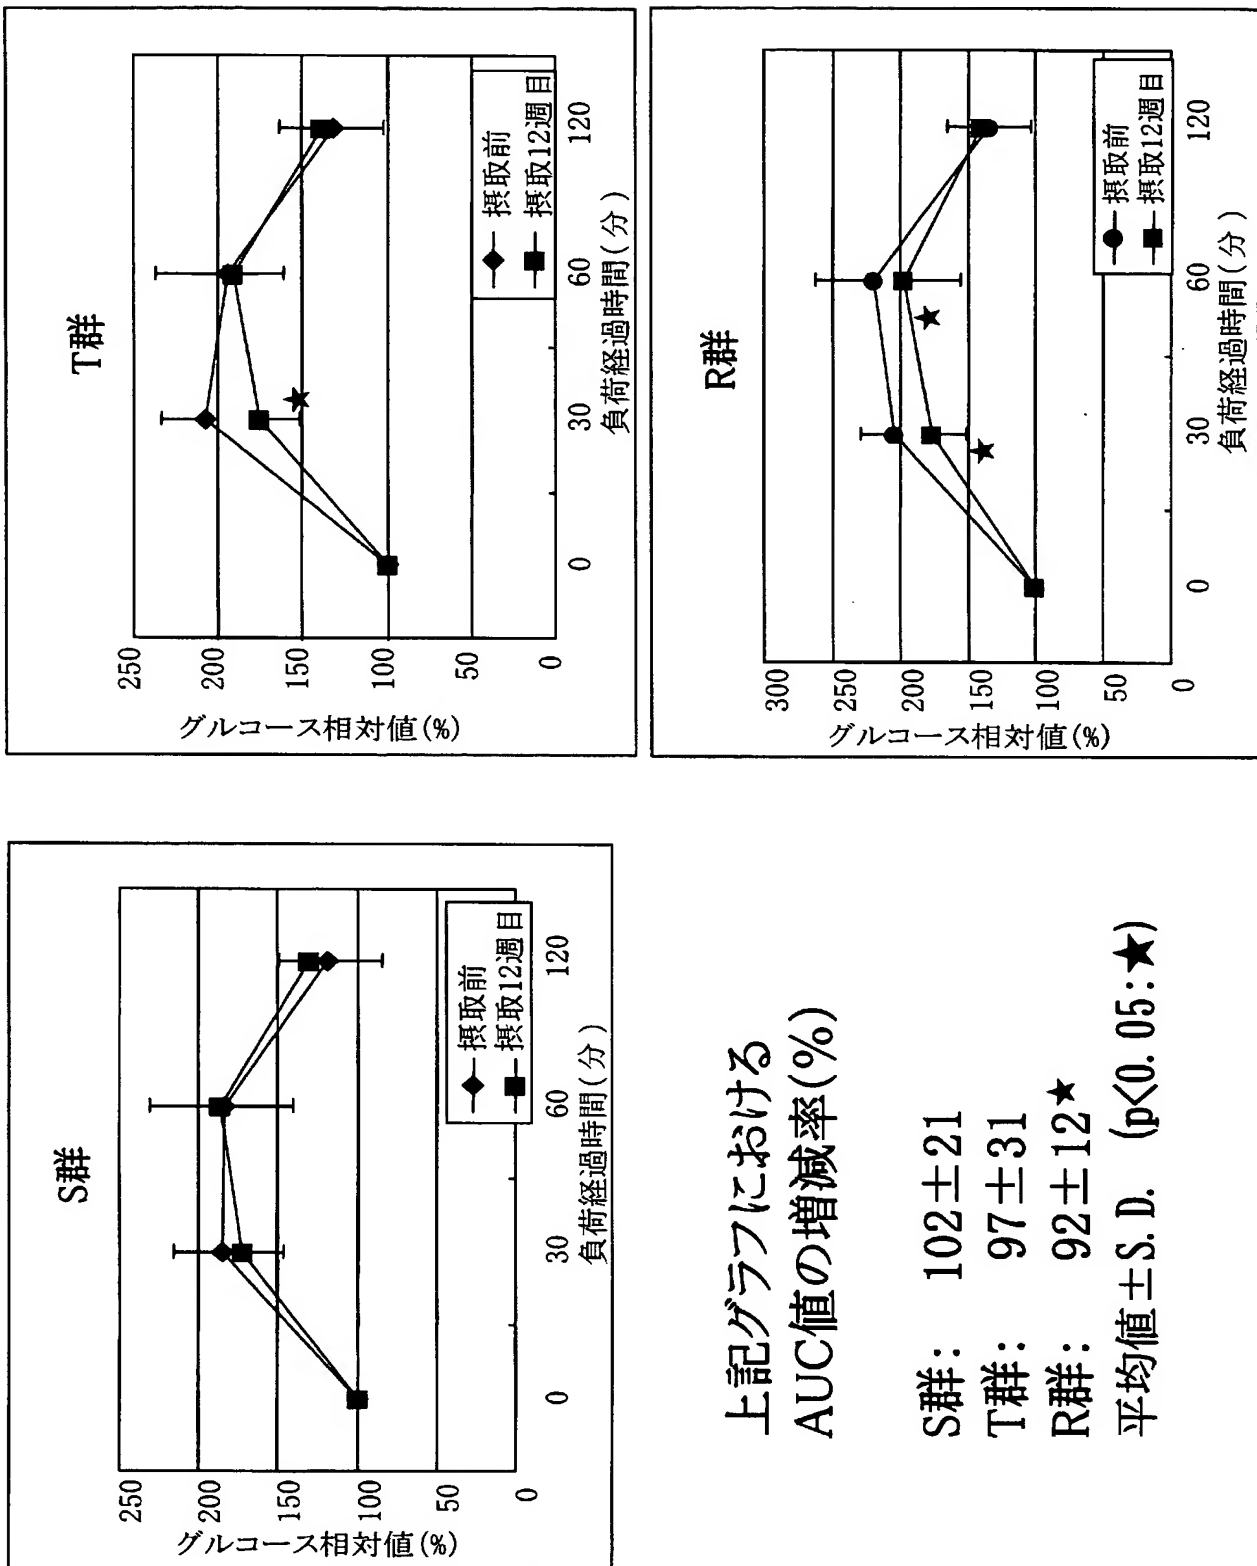 S群
グルコース相対値(%)
250
200
150
100
50
0
0
30
60
120
負荷経過時間(分)
摂取前
摂取12週目
T群
グルコース相対値(%)
250
200
150
100
50
0
0
30
60
120
負荷経過時間(分)
摂取前
摂取12週目
★
上記グラフにおける
AUC値の増減率(%)
S群: 102±21
T群: 97±31
R群: 92±12★
平均値±S.D. (p<0.05:★)
R群
グルコース相対値(%)
300
250
200
150
100
50
0
0
30
60
120
負荷経過時間(分)
摂取前
摂取12週目
★
★